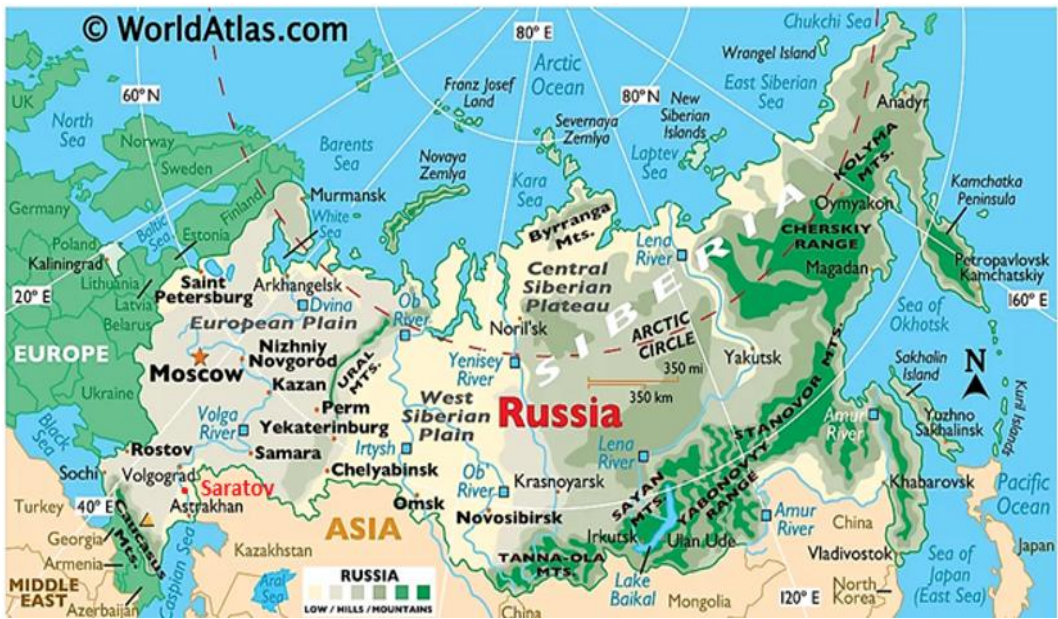 © WorldAtlas.com
80° E
Chukchi Sea
Wrangel Island
Arctic
Ocean
East Siberian
Sea
Franz Josef
Land
60° N
80° N
New
Siberian
Islands
Severnaya
Zemlya
Anadyr
UK
North
Sea
Norway
Sweden
Barents
Sea
Novaya
Zemlya
Kara
Sea
Laptev
Sea
KOLYMA
MTS.
Kamchatka
Peninsula
Oymyakon
CHERSKIY
RANGE
Magadan
Petropavlovsk
Kamchatskiy
160° E
Murmansk
White
Sea
Finland
Germany
Baltic
Sea
Estonia
Poland
Kaliningrad
Lithuania
Latvia
Belarus
20° E
Saint
Petersburg
Arkhangelsk
Dvina
European Plain
Ob
River
Byrranga
Mts.
Central
Siberian
Plateau
Lena
River
SIBERIA
Noril'sk
ARCTIC
CIRCLE
Yakutsk
Sea of
Okhotsk
EUROPE
Moscow
Nizhniy
Novgorod
Kazan
URAL
MTS.
Perm
Yekaterinburg
Yenisey
River
West
Siberian
Plain
350 mi
350 km
Russia
STANOVOY MTS.
Sakhalin
Island
N
Kuril Islands
Yuzhno
Sakhalinsk
Amur
River
Ukraine
Black
Sea
Volga
River
Rostov
Samara
Irtysh
Chelyabinsk
Ob
River
Omsk
Novosibirsk
Krasnoyarsk
Lena
River
SAYAN
MTS.
YABONOVYY
RANGE
Khabarovsk
Pacific
Ocean
Sochi
Volgograd
Saratov
Astrakhan
Turkey
40° E
Caucasus
Mts.
Georgia
Armenia
Azerbaijan
Caspian Sea
MIDDLE
EAST
Kazakhstan
Aral
Sea
ASIA
TANNA-OLA
MTS.
Irkutsk
Ulan Ude
Lake
Baikal
Amur
River
China
Vladivostok
Sea of
Japan
(East Sea)
Japan
North
Korea
Mongolia
China
120° E
RUSSIA
LOW / HILLS / MOUNTAINS